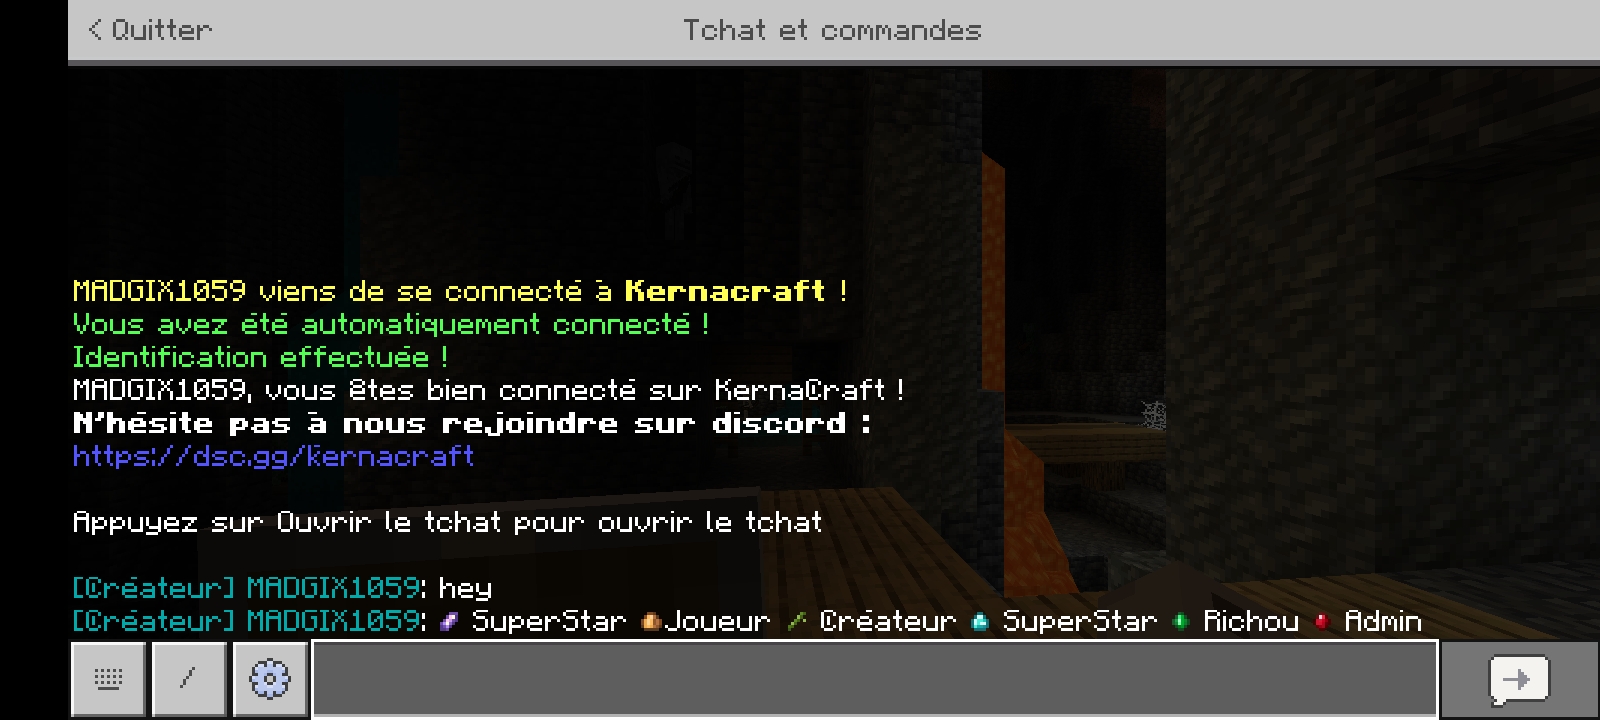 Quitter
Tchat et commandes
MADGIX1059 viens de se connecté à Kernacraft !
Vous avez été automatiquement connecté !
Identification effectuée !
MADGIX1059, vous êtes bien connecté sur KernaCraft !
N'hésite pas à nous rejoindre sur discord :
https://dsc.gg/kernacraft
Appuyez sur Ouvrir le tchat pour ouvrir le tchat
[Créateur] MADGIX1059: hey
[Créateur] MADGIX1059: SuperStar Joueur Créateur SuperStar Richou Admin
/